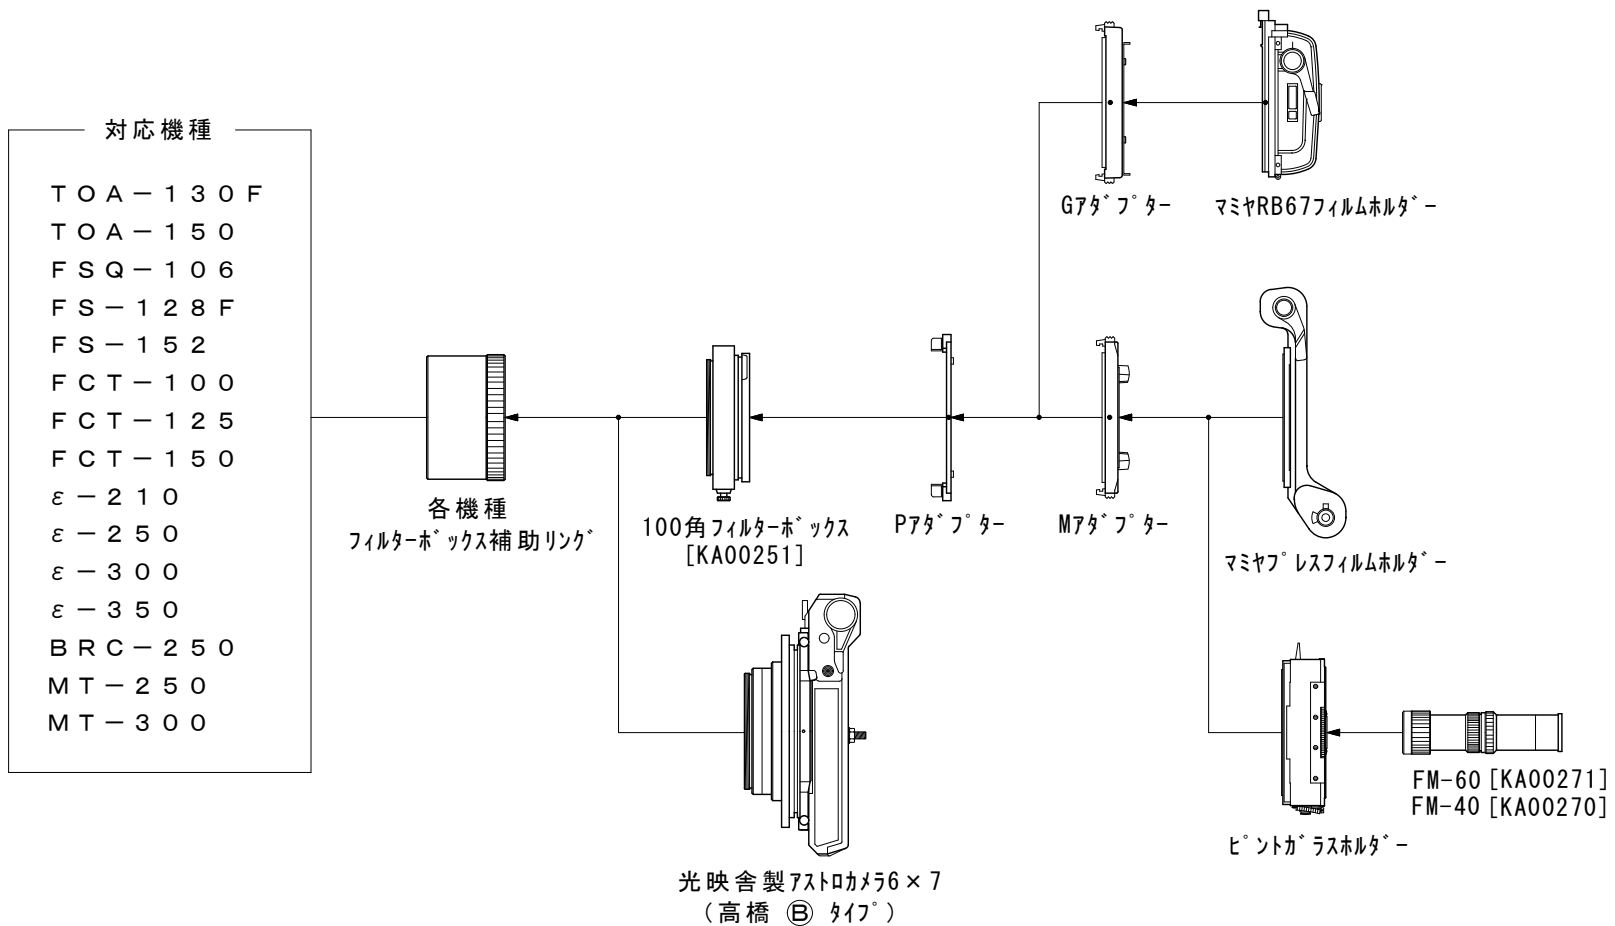 対応機種
TOA-130F
TOA-150
FSQ-106
FS-128F
FS-152
FCT-100
FCT-125
FCT-150
ε-210
ε-250
ε-300
ε-350
BRC-250
MT-250
MT-300
各機種
フィルターボックス補助リング
100角フィルターボックス
[KA00251]
光映舎製アストロカメラ6×7
(高橋 Ⓑ タイプ)
Pアダプター
Gアダプター
マミヤRB67フィルムホルダー
Mアダプター
マミヤプレスフィルムホルダー
ピントガラスホルダー
FM-60 [KA00271]
FM-40 [KA00270]